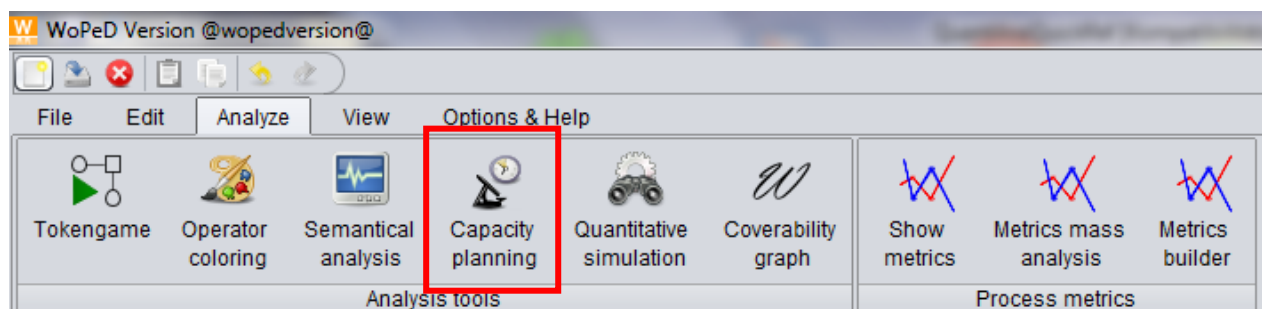 WoPeD Version @wopedversion@
File Edit Analyze View Options & Help
Tokengame Operator coloring Semantical analysis Capacity planning Quantitative simulation Coverability graph Show metrics Metrics mass analysis Metrics builder
Analysis tools Process metrics